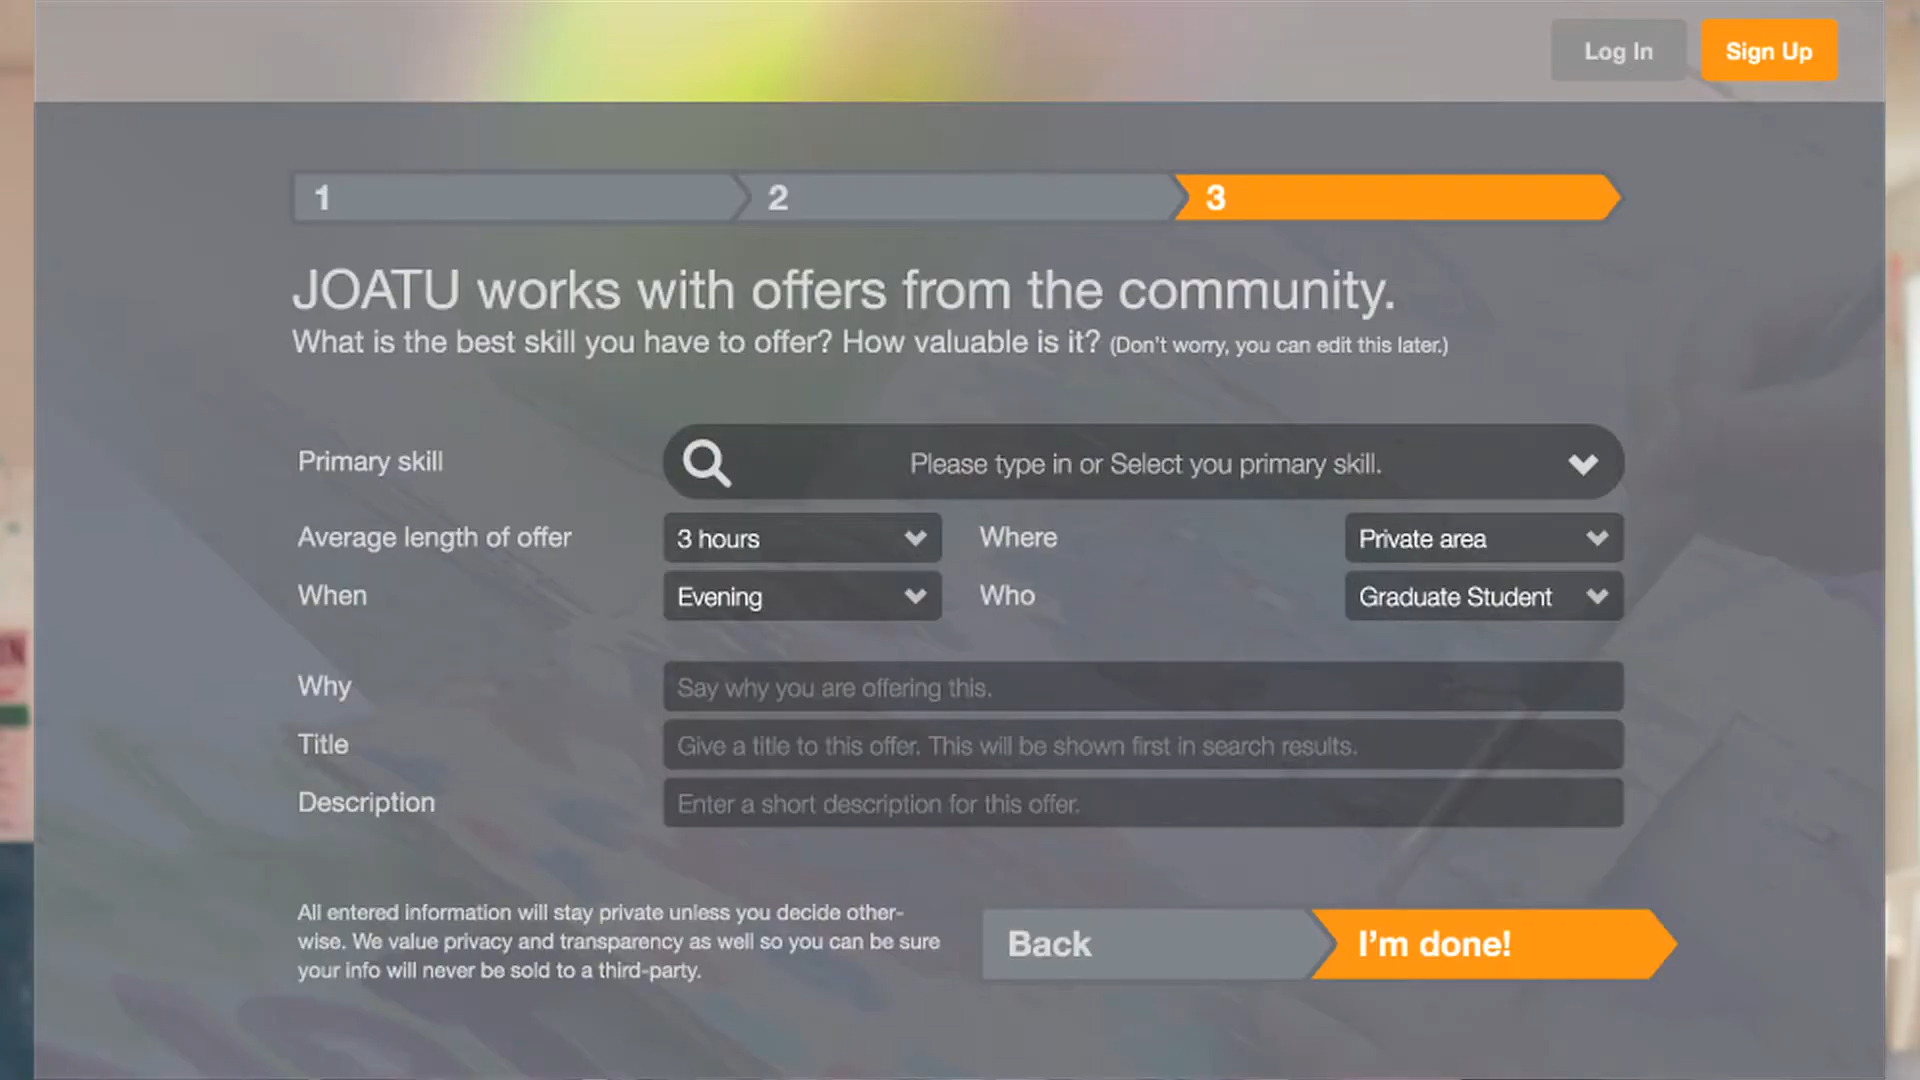 Log In
Sign Up
1
2
3
JOATU works with offers from the community.
What is the best skill you have to offer? How valuable is it? (Don't worry, you can edit this later.)
Primary skill
Please type in or Select you primary skill.
Average length of offer
3 hours
Where
Private area
When
Evening
Who
Graduate Student
Why
Say why you are offering this.
Title
Give a title to this offer. This will be shown first in search results.
Description
Enter a short description for this offer.
All entered information will stay private unless you decide other-
wise. We value privacy and transparency as well so you can be sure
your info will never be sold to a third-party.
Back
I'm done!